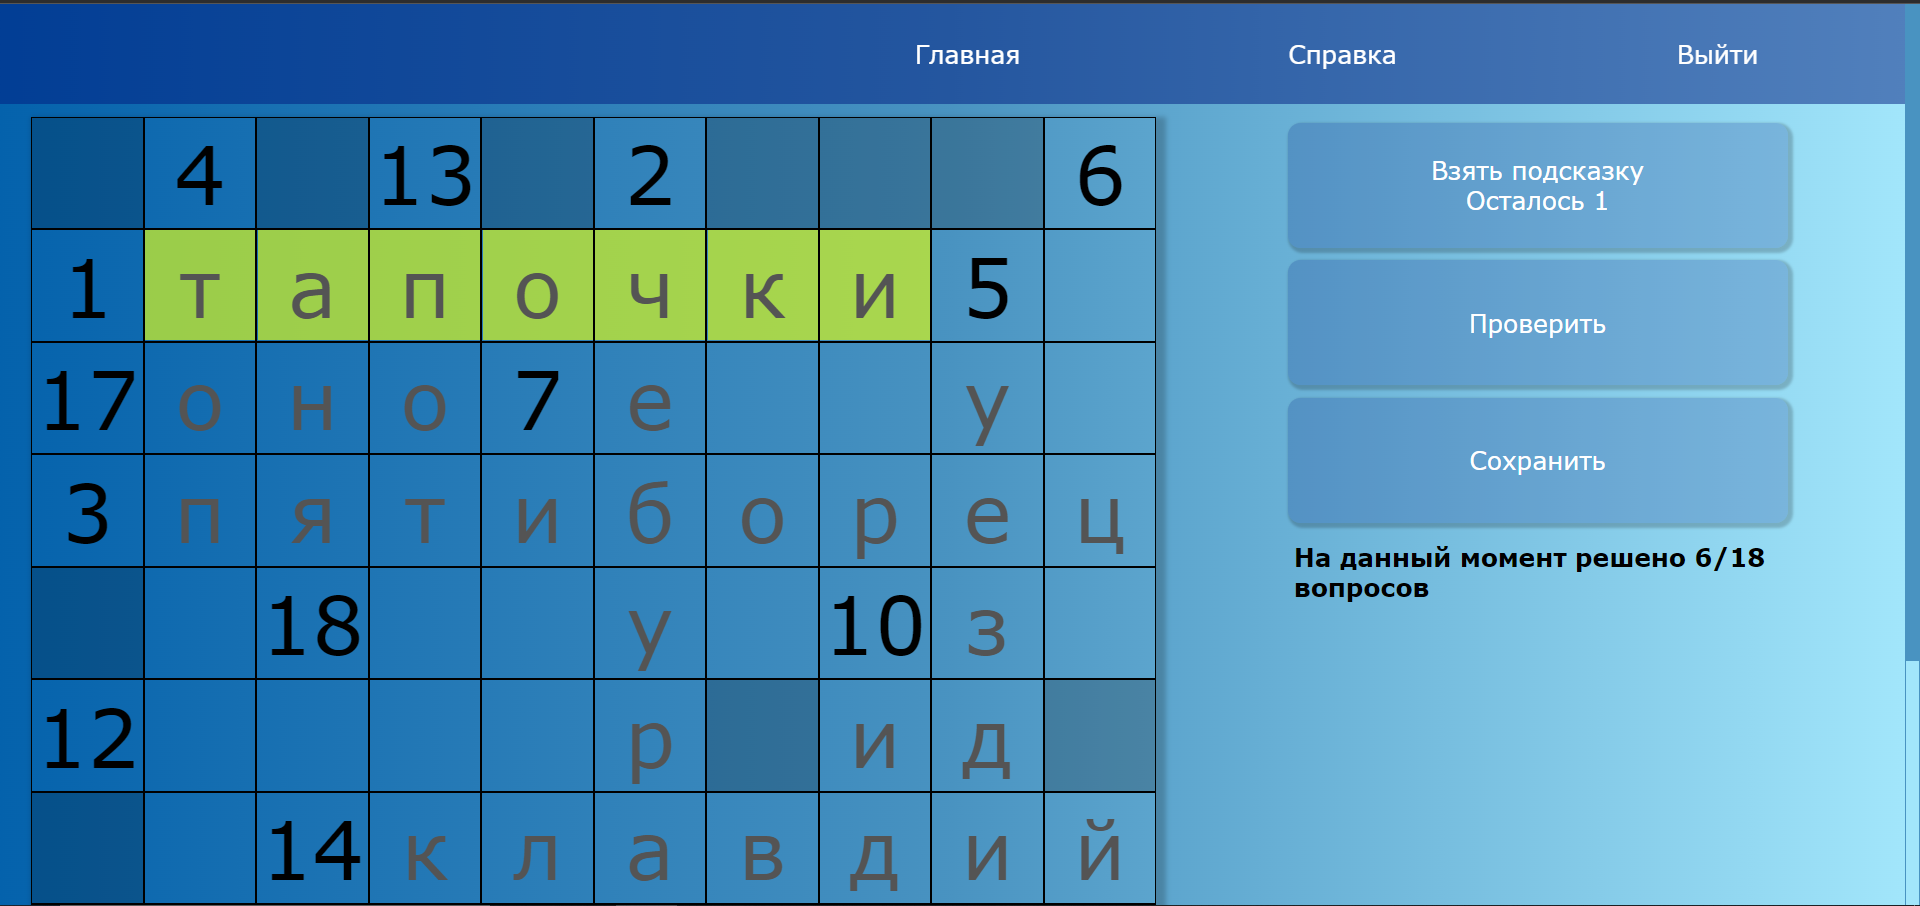 Главная Справка Выйти
4 13 2 6
1 т а п о ч к и 5
17 о н о 7 е у
3 п я т и б о р е ц
18 у 10 з
12 р и д
14 к л а в д и й
Взять подсказку
Осталось 1
Проверить
Сохранить
На данный момент решено 6/18
вопросов